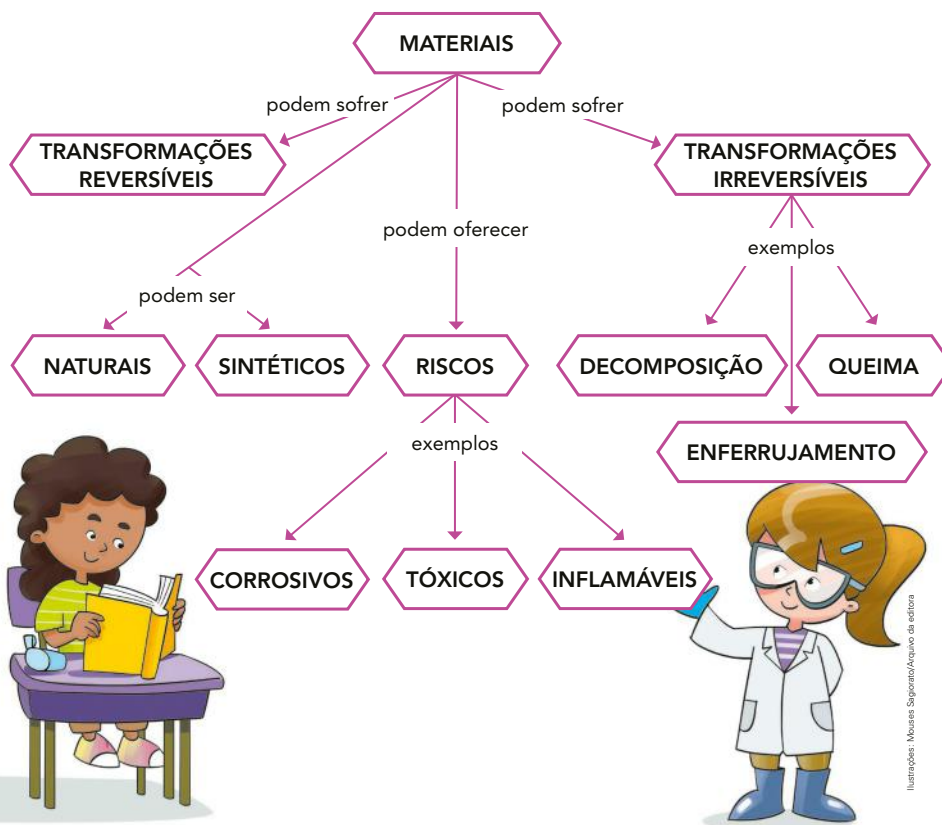 MATERIAIS
podem sofrer
podem sofrer
TRANSFORMAÇÕES
REVERSÍVEIS
TRANSFORMAÇÕES
IRREVERSÍVEIS
podem oferecer
exemplos
podem ser
NATURAIS
SINTÉTICOS
RISCOS
DECOMPOSIÇÃO
QUEIMA
exemplos
ENFERRUJAMENTO
CORROSIVOS
TÓXICOS
INFLAMÁVEIS
Ilustrações: Mouses Sagiorato/Arquivo da editora